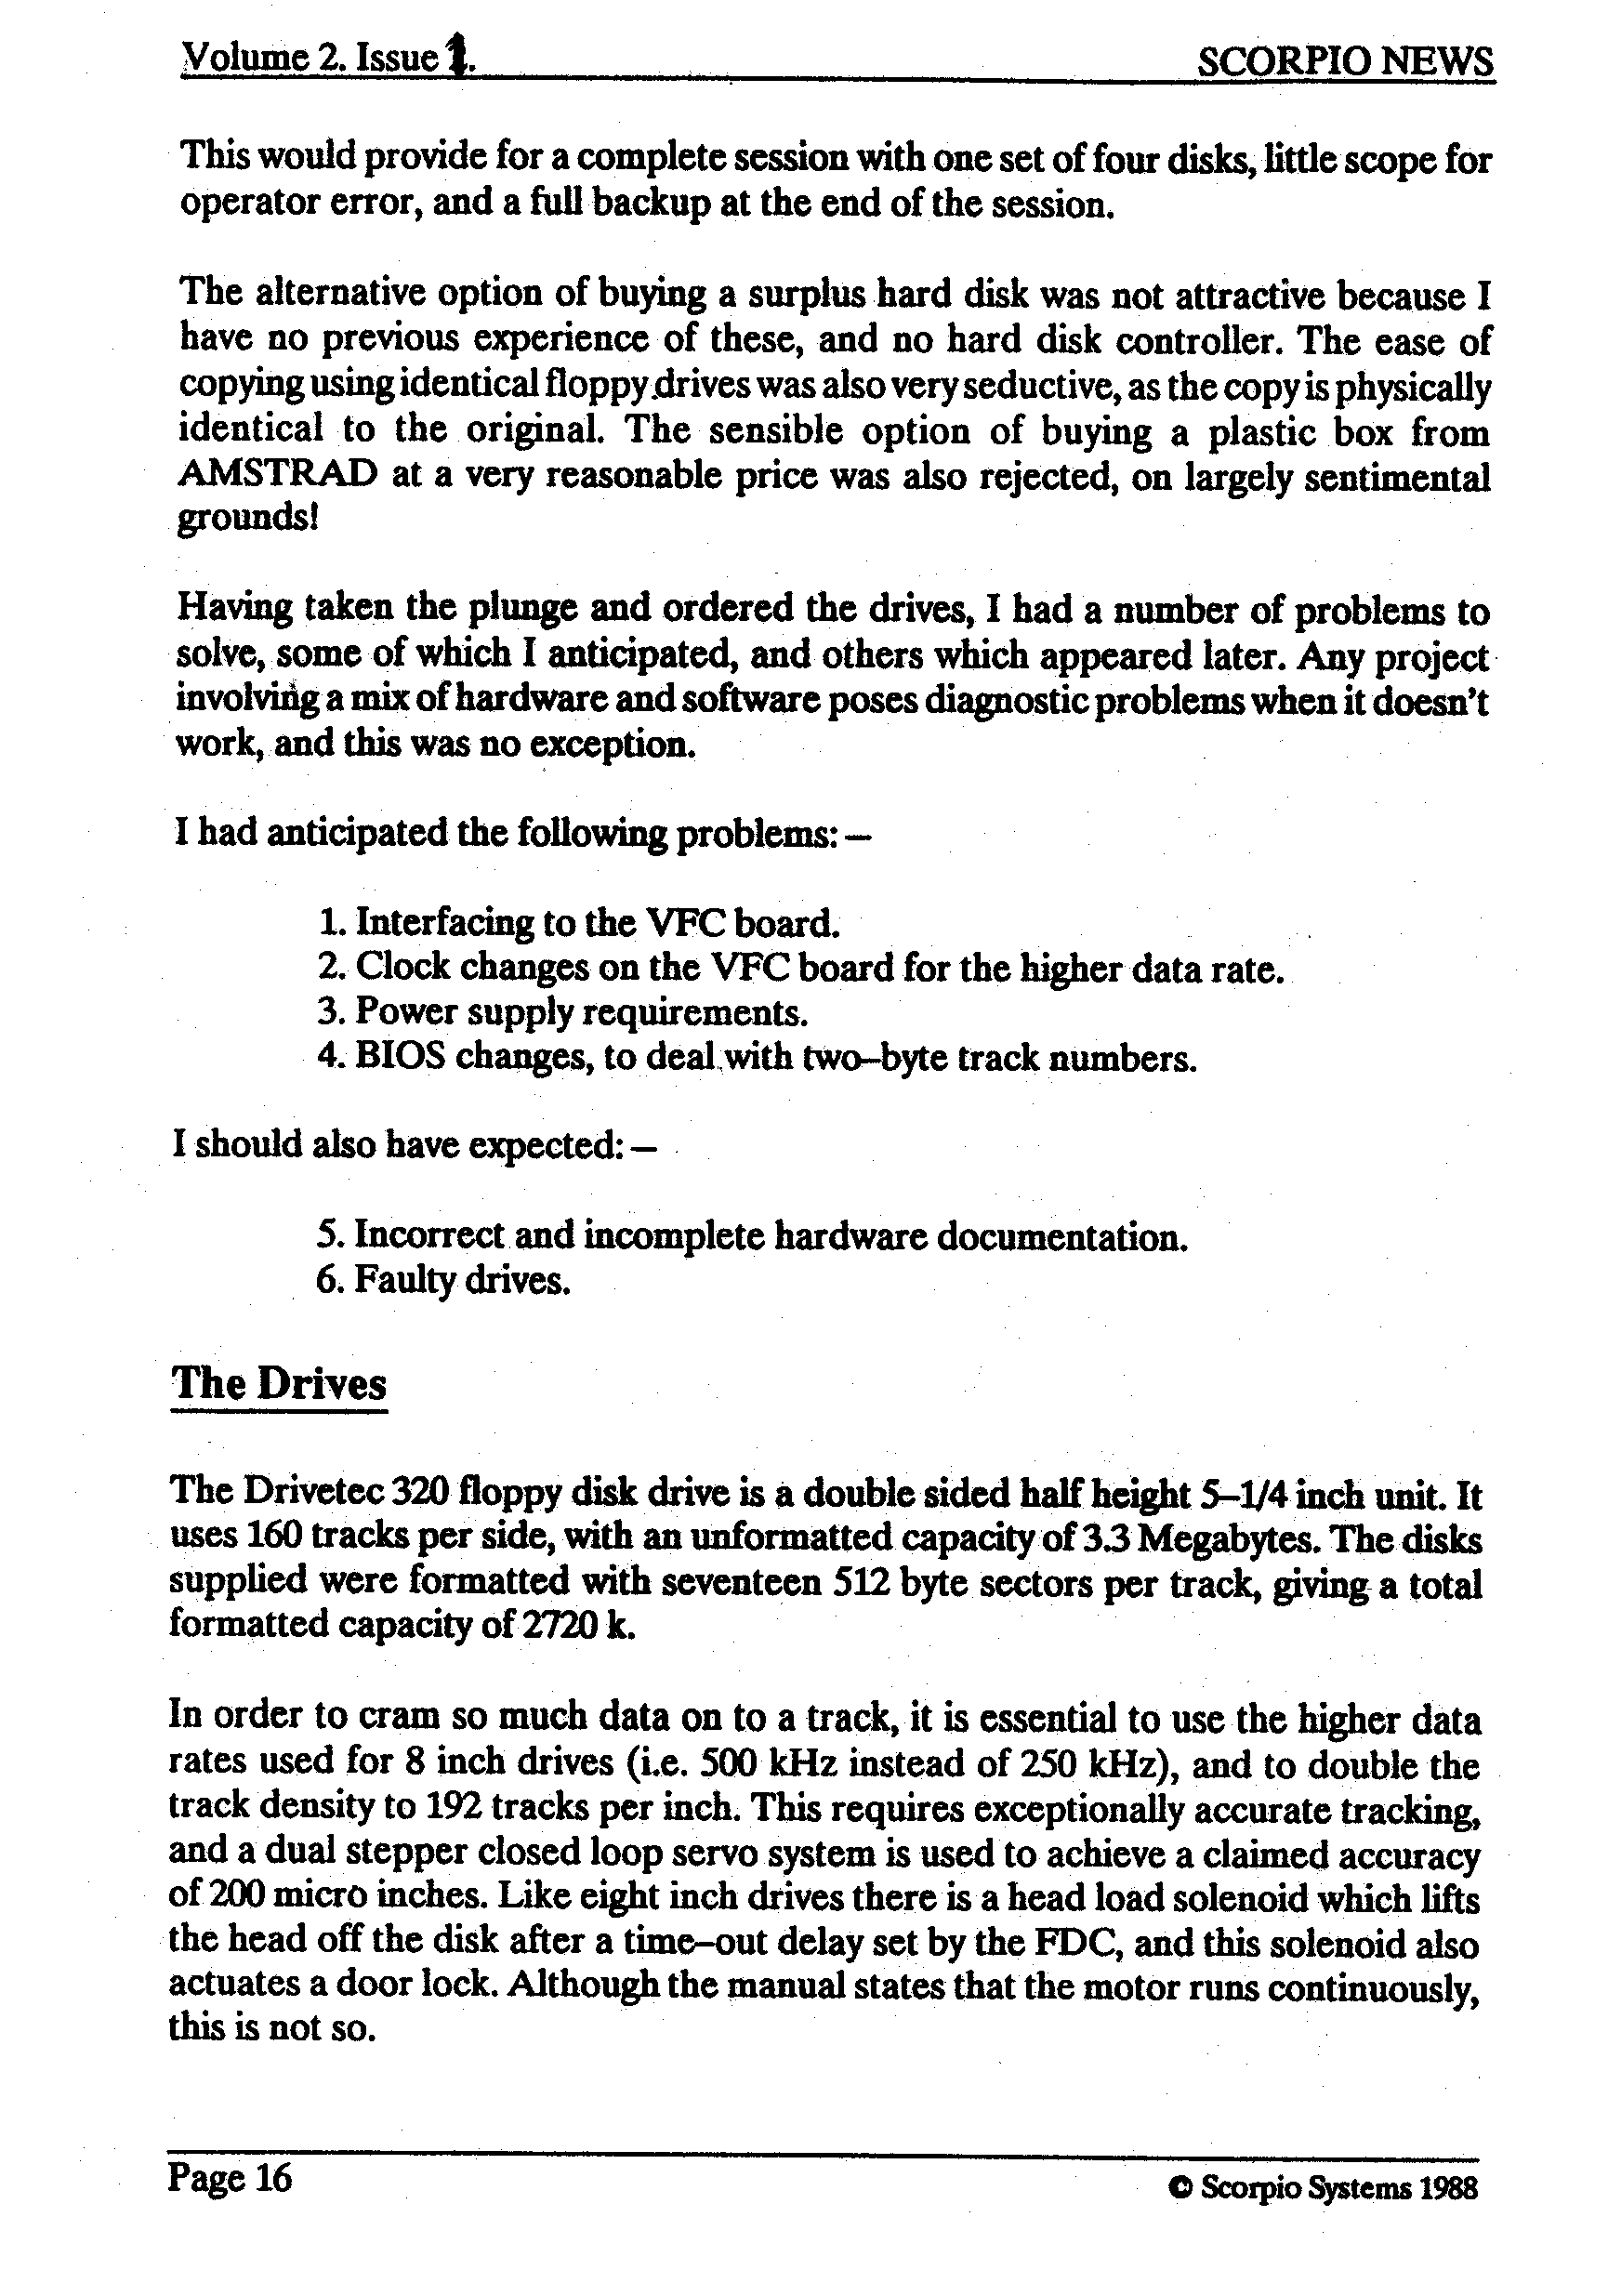 Volume 2. Issue 1. SCORPIO NEWS
This would provide for a complete session with one set of four disks, little scope for
operator error, and a full backup at the end of the session.
The alternative option of buying a surplus hard disk was not attractive because I
have no previous experience of these, and no hard disk controller. The ease of
copying using identical floppy drives was also very seductive, as the copy is physically
identical to the original. The sensible option of buying a plastic box from
AMSTRAD at a very reasonable price was also rejected, on largely sentimental
grounds!
Having taken the plunge and ordered the drives, I had a number of problems to
solve, some of which I anticipated, and others which appeared later. Any project
involving a mix of hardware and software poses diagnostic problems when it doesn't
work, and this was no exception.
I had anticipated the following problems: –
1. Interfacing to the VFC board.
2. Clock changes on the VFC board for the higher data rate.
3. Power supply requirements.
4. BIOS changes, to deal with two–byte track numbers.
I should also have expected: –
5. Incorrect and incomplete hardware documentation.
6. Faulty drives.
The Drives
The Drivetec 320 floppy disk drive is a double sided half height 5–1/4 inch unit. It
uses 160 tracks per side, with an unformatted capacity of 3.3 Megabytes. The disks
supplied were formatted with seventeen 512 byte sectors per track, giving a total
formatted capacity of 2720 k.
In order to cram so much data on to a track, it is essential to use the higher data
rates used for 8 inch drives (i.e. 500 kHz instead of 250 kHz), and to double the
track density to 192 tracks per inch. This requires exceptionally accurate tracking,
and a dual stepper closed loop servo system is used to achieve a claimed accuracy
of 200 micro inches. Like eight inch drives there is a head load solenoid which lifts
the head off the disk after a time–out delay set by the FDC, and this solenoid also
actuates a door lock. Although the manual states that the motor runs continuously,
this is not so.
Page 16 © Scorpio Systems 1988